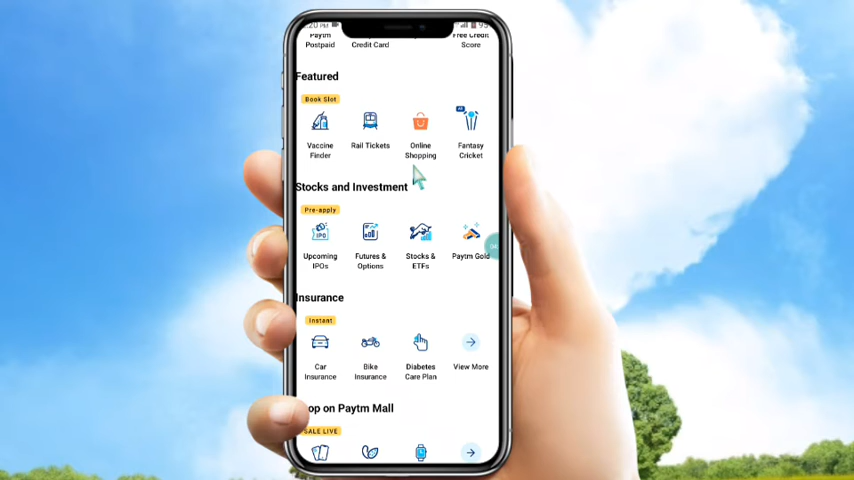 Paytm
Postpaid
Credit Card
Free Credit
Score
Featured
Book Slot
Vaccine
Finder
Rail Tickets
Online
Shopping
Fantasy
Cricket
Stocks and Investment
Pre-apply
IPO
Upcoming
IPOs
Futures &
Options
Stocks &
ETFs
Paytm Gold
Insurance
Instant
Car
Insurance
Bike
Insurance
Diabetes
Care Plan
View More
op on Paytm Mall
SALE LIVE